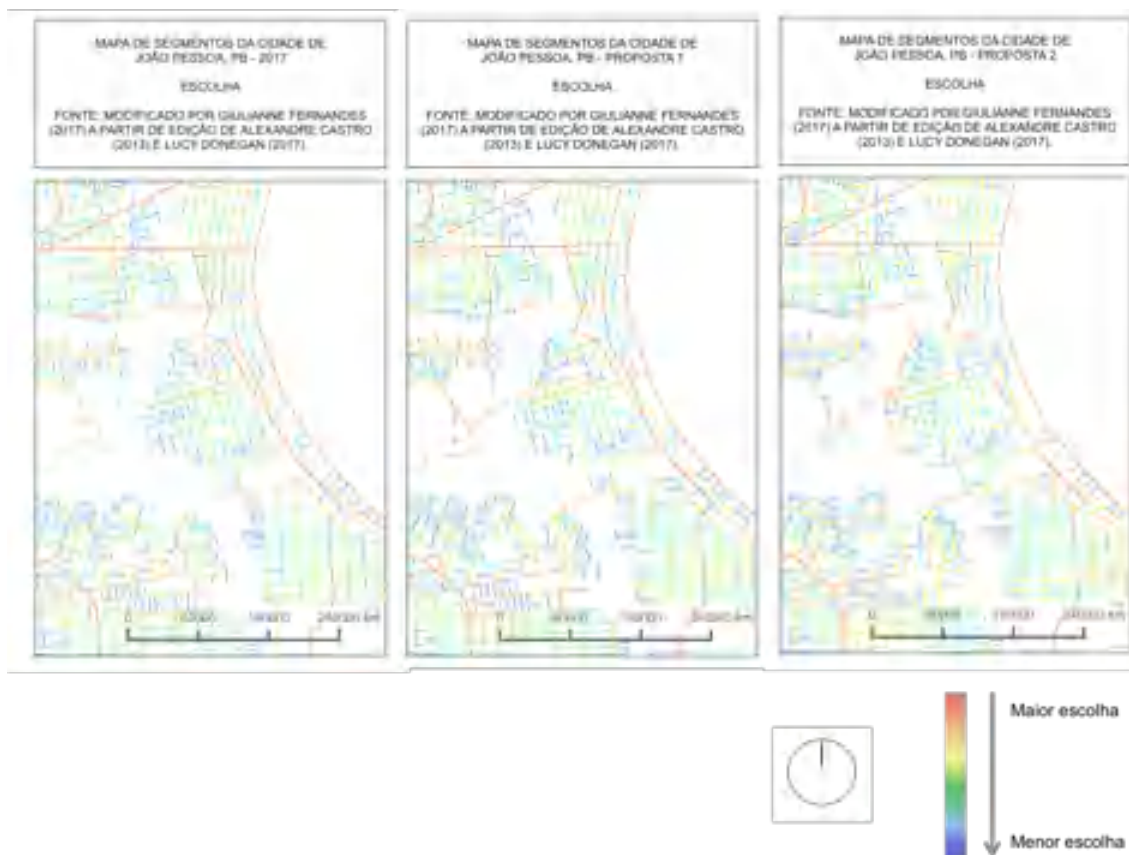 MAPA DE SEGMENTOS DA CIDADE DE
JOÃO PESSOA, PB - 2017
ESCOLHA
FONTE: MODIFICADO POR GIULIANNE FERNANDES
(2017) A PARTIR DE EDIÇÃO DE ALEXANDRE CASTRO
(2013) E LUCY DONEGAN (2017).
MAPA DE SEGMENTOS DA CIDADE DE
JOÃO PESSOA, PB - PROPOSTA 1
ESCOLHA
FONTE: MODIFICADO POR GIULIANNE FERNANDES
(2017) A PARTIR DE EDIÇÃO DE ALEXANDRE CASTRO
(2013) E LUCY DONEGAN (2017).
MAPA DE SEGMENTOS DA CIDADE DE
JOÃO PESSOA, PB - PROPOSTA 2
ESCOLHA
FONTE: MODIFICADO POR GIULIANNE FERNANDES
(2017) A PARTIR DE EDIÇÃO DE ALEXANDRE CASTRO
(2013) E LUCY DONEGAN (2017).
0
0
0
Maior escolha
Menor escolha